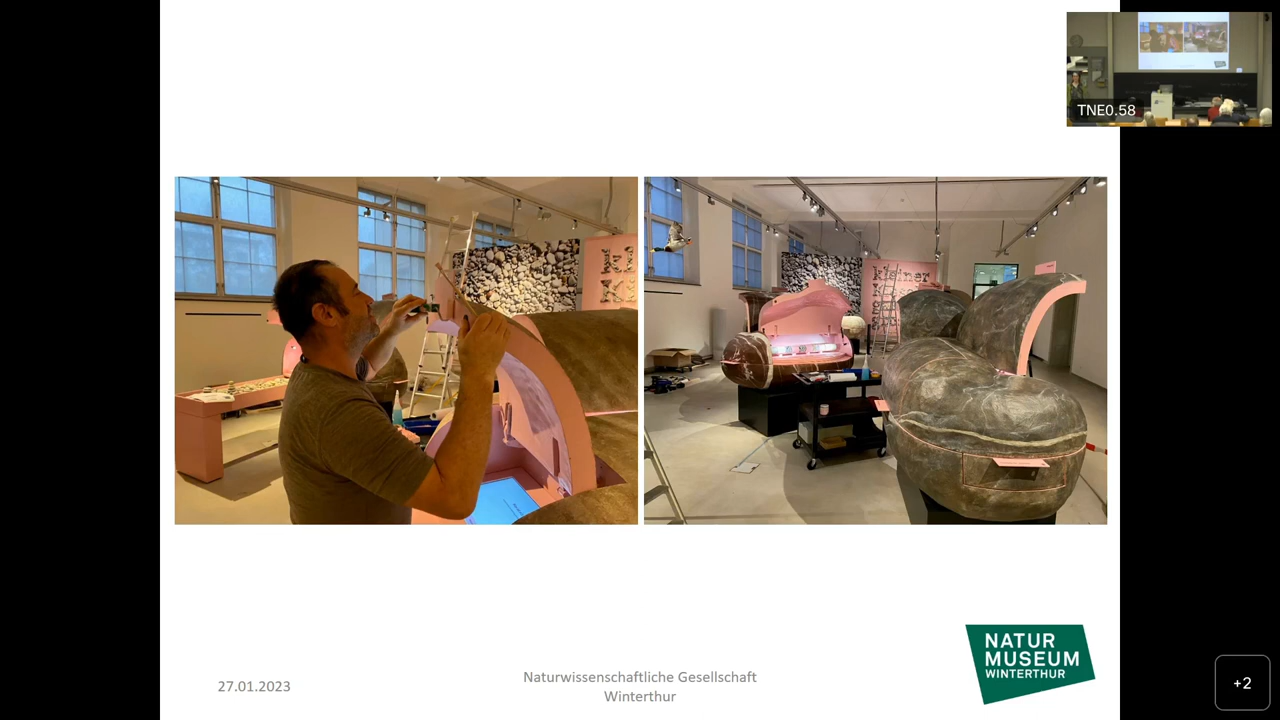 TNE0.58
27.01.2023
Naturwissenschaftliche Gesellschaft
Winterthur
NATUR
MUSEUM
WINTERTHUR
+2